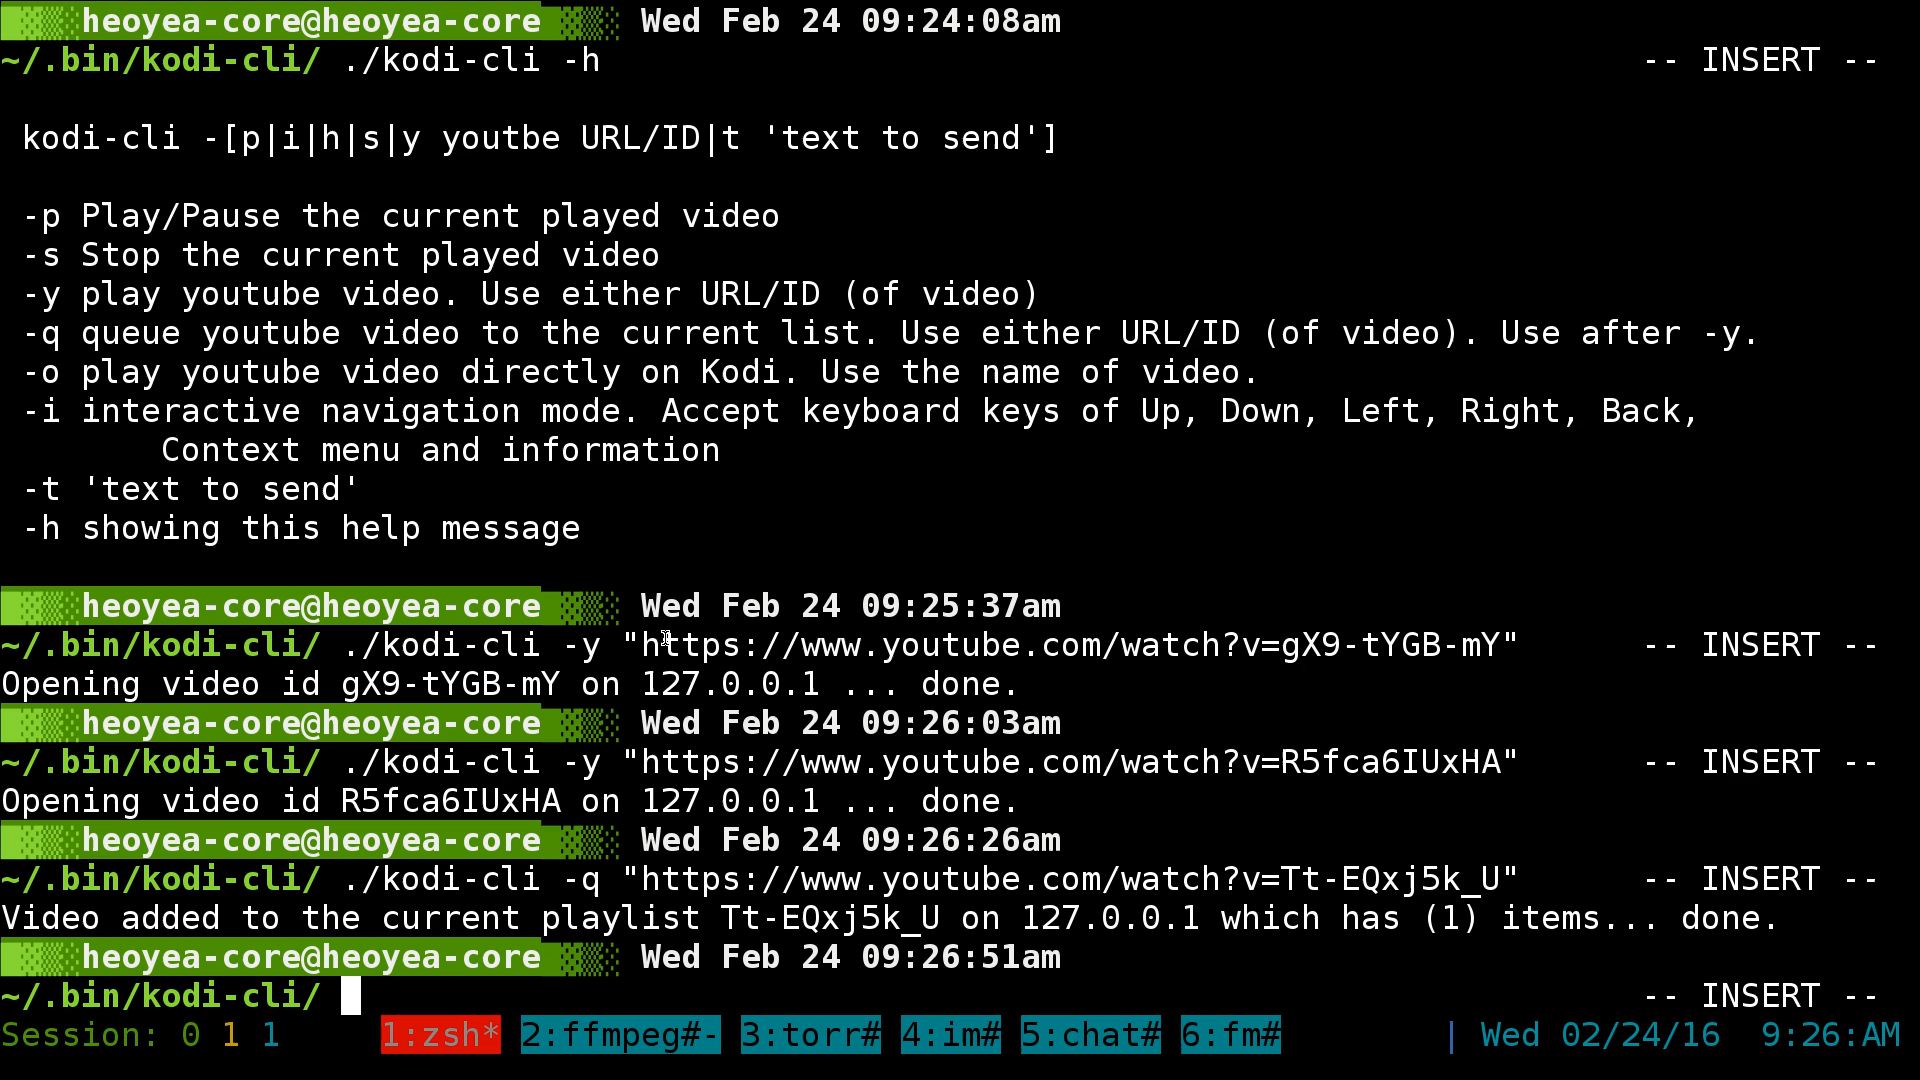 heoyea-core@heoyea-core Wed Feb 24 09:24:08am
~/.bin/kodi-cli/ ./kodi-cli -h -- INSERT --
kodi-cli -[p|i|h|s|y youtbe URL/ID|t 'text to send']
-p Play/Pause the current played video
-s Stop the current played video
-y play youtube video. Use either URL/ID (of video)
-q queue youtube video to the current list. Use either URL/ID (of video). Use after -y.
-o play youtube video directly on Kodi. Use the name of video.
-i interactive navigation mode. Accept keyboard keys of Up, Down, Left, Right, Back,
Context menu and information
-t 'text to send'
-h showing this help message
heoyea-core@heoyea-core Wed Feb 24 09:25:37am
~/.bin/kodi-cli/ ./kodi-cli -y "https://www.youtube.com/watch?v=gX9-tYGB-mY" -- INSERT --
Opening video id gX9-tYGB-mY on 127.0.0.1 ... done.
heoyea-core@heoyea-core Wed Feb 24 09:26:03am
~/.bin/kodi-cli/ ./kodi-cli -y "https://www.youtube.com/watch?v=R5fca6IUxHA" -- INSERT --
Opening video id R5fca6IUxHA on 127.0.0.1 ... done.
heoyea-core@heoyea-core Wed Feb 24 09:26:26am
~/.bin/kodi-cli/ ./kodi-cli -q "https://www.youtube.com/watch?v=Tt-EQxj5k_U" -- INSERT --
Video added to the current playlist Tt-EQxj5k_U on 127.0.0.1 which has (1) items... done.
heoyea-core@heoyea-core Wed Feb 24 09:26:51am
~/.bin/kodi-cli/ -- INSERT --
Session: 0 1 1 1:zsh* 2:ffmpeg#- 3:torr# 4:im# 5:chat# 6:fm# | Wed 02/24/16 9:26:AM